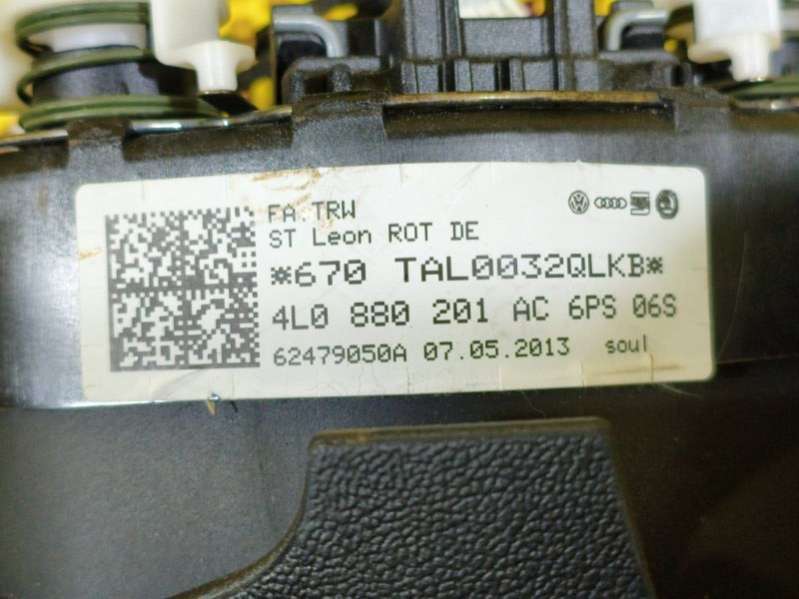 FA.TRW
ST Leon ROT DE
*670 TAL0032QLKB*
4L0 880 201 AC 6PS 06S
62479050A 07.05.2013 soul